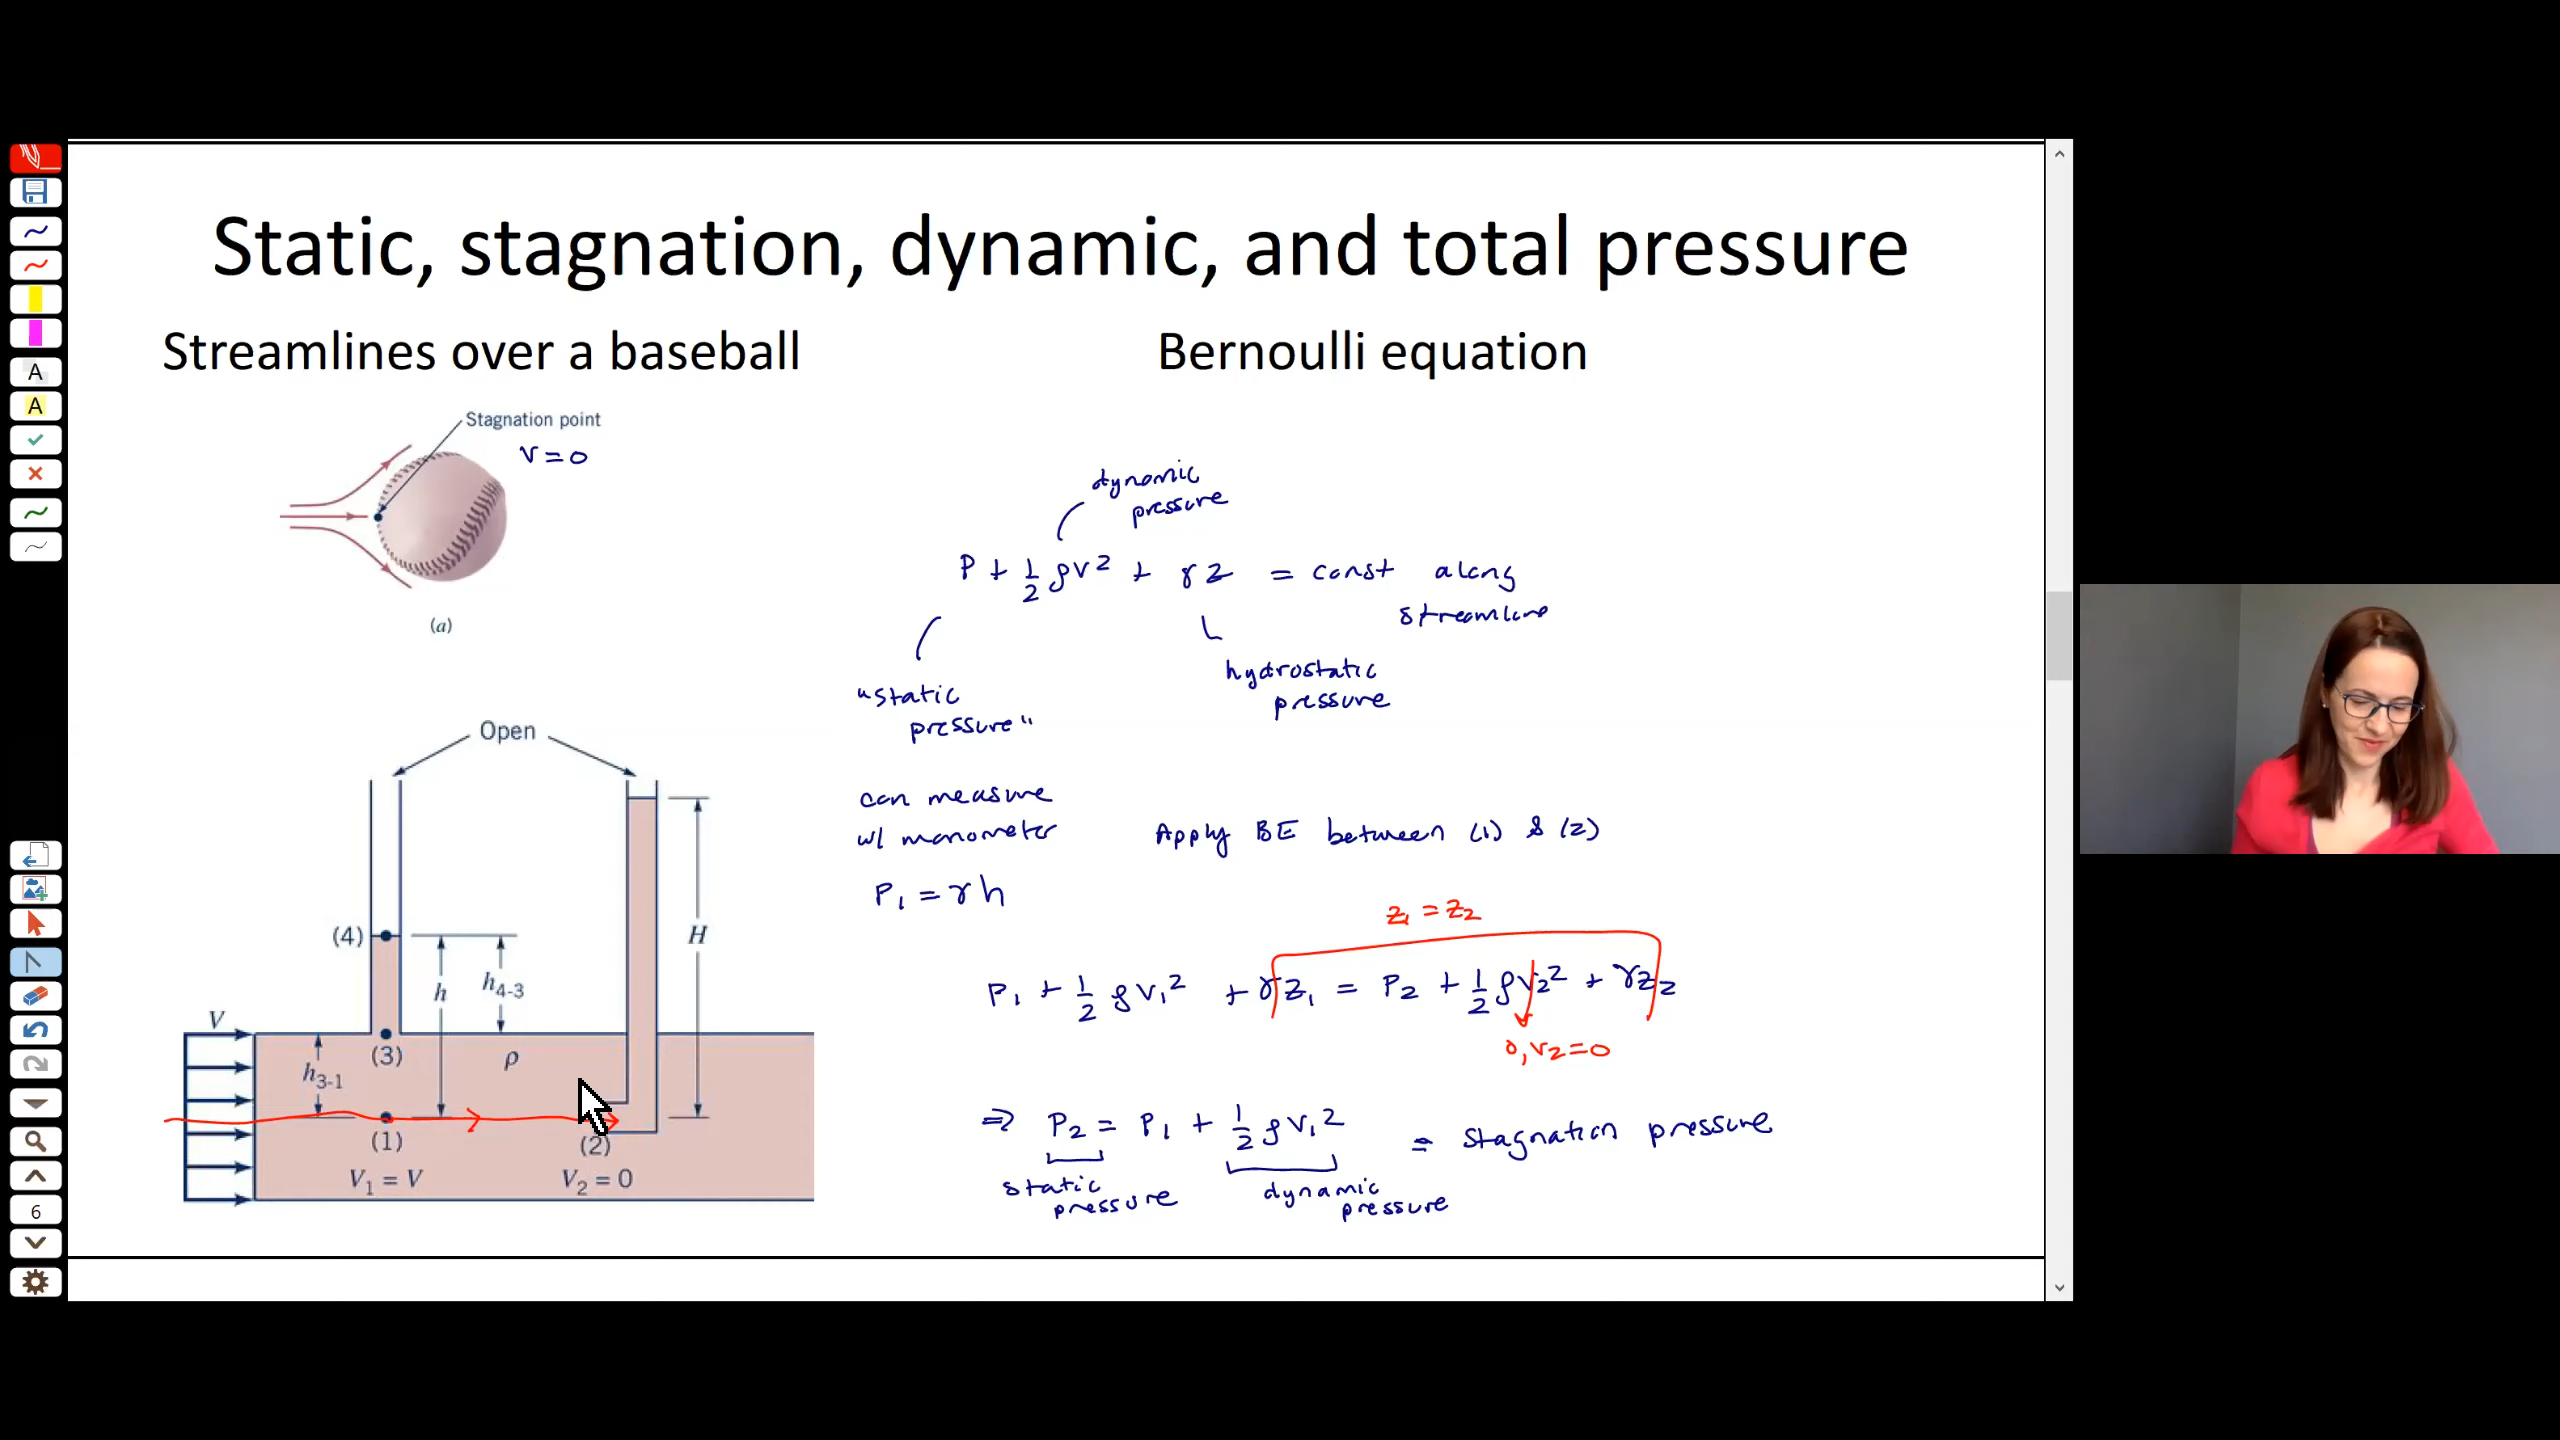 Static, stagnation, dynamic, and total pressure
Streamlines over a baseball
Bernoulli equation
Stagnation point
V = 0
(a)
dynamic
pressure
P + 1/2 ρV² + γz = const along
streamline
"static
pressure"
hydrostatic
pressure
can measure
w/ manometer
P₁ = γh
Apply BE between (1) & (2)
z₁ = z₂
P₁ + 1/2 ρV₁² + γz₁ = P₂ + 1/2 ρV₂² + γz₂
0, V₂=0
⇒ P₂ = P₁ + 1/2 ρV₁² = stagnation pressure
static
pressure
dynamic
pressure
Open
(4)
H
h
h₄₋₃
V
(3)
ρ
h₃₋₁
(1)
(2)
V₁ = V
V₂ = 0
A
A
6